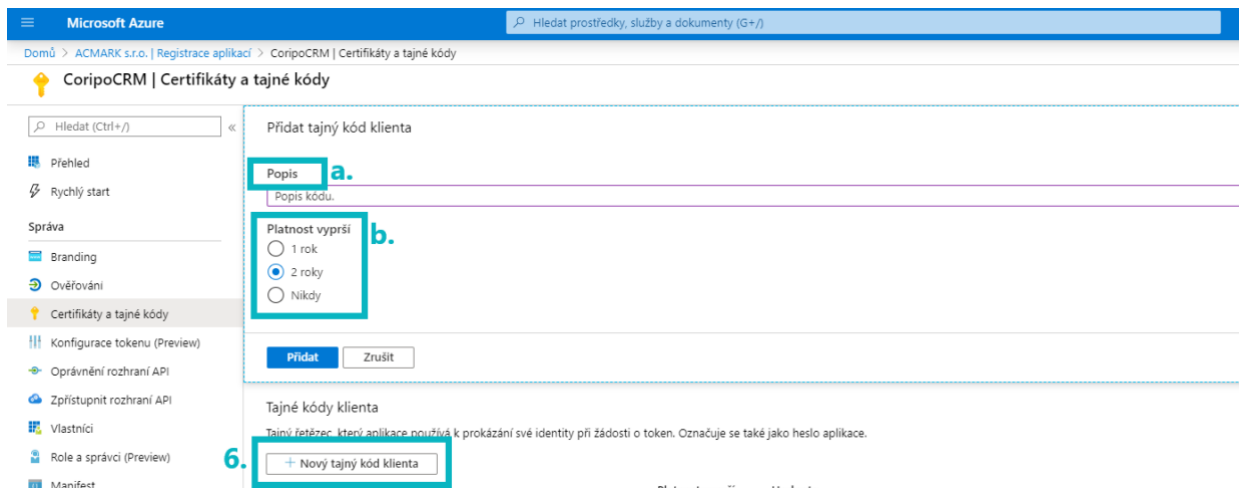 Microsoft Azure
Hledat prostředky, služby a dokumenty (G+/)
Domů > ACMARK s.r.o. | Registrace aplikací > CoripoCRM | Certifikáty a tajné kódy
CoripoCRM | Certifikáty a tajné kódy
Hledat (Ctrl+/)
«
Přehled
Rychlý start
Správa
Branding
Ověřování
Certifikáty a tajné kódy
Konfigurace tokenu (Preview)
Oprávnění rozhraní API
Zpřístupnit rozhraní API
Vlastníci
Role a správci (Preview)
Manifest
Přidat tajný kód klienta
Popis a.
Popis kódu.
Platnost vyprší b.
1 rok
2 roky
Nikdy
Přidat Zrušit
Tajné kódy klienta
Tajný řetězec, který aplikace používá k prokázání své identity při žádosti o token. Označuje se také jako heslo aplikace.
6. + Nový tajný kód klienta